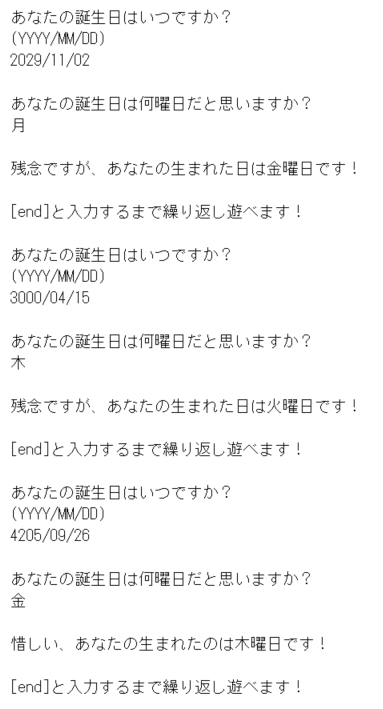 あなたの誕生日はいつですか？
(YYYY/MM/DD)
2029/11/02
あなたの誕生日は何曜日だと思いますか？
月
残念ですが、あなたの生まれた日は金曜日です！
[end]と入力するまで繰り返し遊べます！
あなたの誕生日はいつですか？
(YYYY/MM/DD)
3000/04/15
あなたの誕生日は何曜日だと思いますか？
木
残念ですが、あなたの生まれた日は火曜日です！
[end]と入力するまで繰り返し遊べます！
あなたの誕生日はいつですか？
(YYYY/MM/DD)
4205/09/26
あなたの誕生日は何曜日だと思いますか？
金
惜しい、あなたの生まれたのは木曜日です！
[end]と入力するまで繰り返し遊べます！